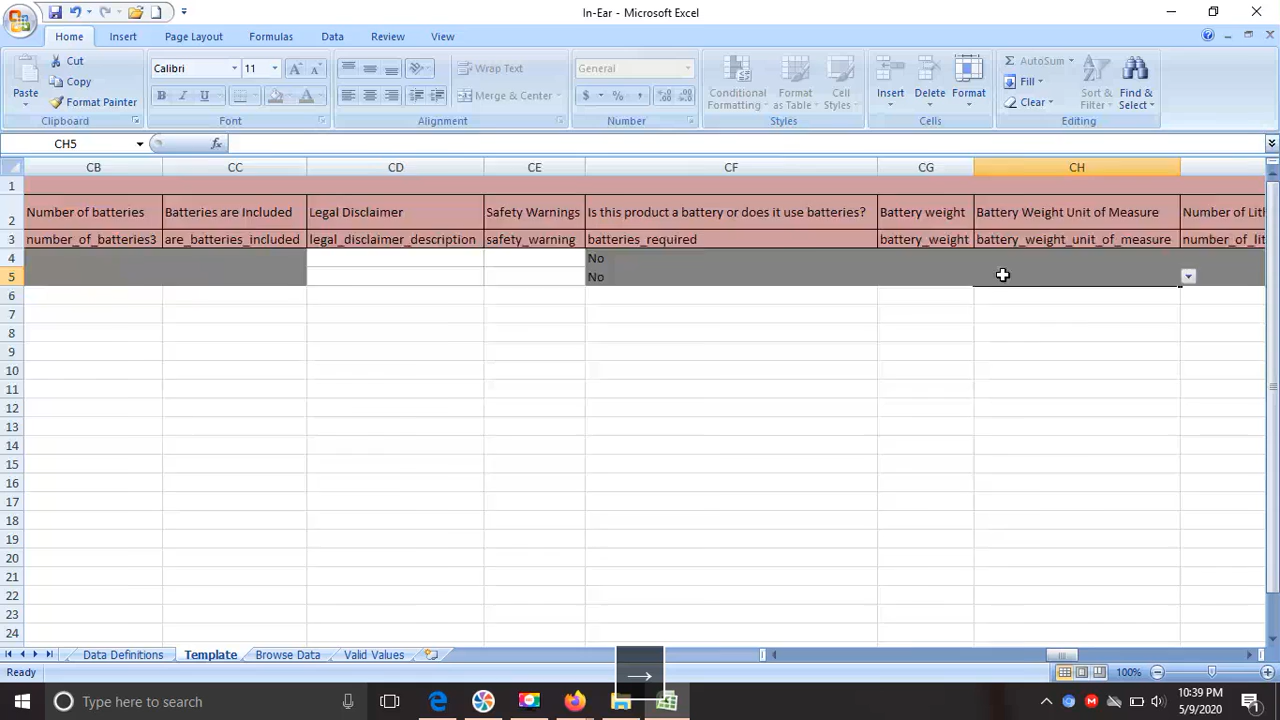 In-Ear - Microsoft Excel
Home Insert Page Layout Formulas Data Review View
Paste Cut Copy Format Painter Clipboard
Calibri 11 A A B I U A Font
Wrap Text Merge & Center Alignment
General $ % , Number
Conditional Formatting Format as Table Cell Styles Styles
Insert Delete Format Cells
AutoSum Fill Clear Sort & Filter Find & Select Editing
CH5 fx
CB CC CD CE CF CG CH
1
2 Number of batteries Batteries are Included Legal Disclaimer Safety Warnings Is this product a battery or does it use batteries? Battery weight Battery Weight Unit of Measure Number of Lith
3 number_of_batteries3 are_batteries_included legal_disclaimer_description safety_warning batteries_required battery_weight battery_weight_unit_of_measure number_of_lit
4 No
5 No
6
7
8
9
10
11
12
13
14
15
16
17
18
19
20
21
22
23
24
Data Definitions Template Browse Data Valid Values
Ready 100%
→
Type here to search
10:39 PM
5/9/2020
1